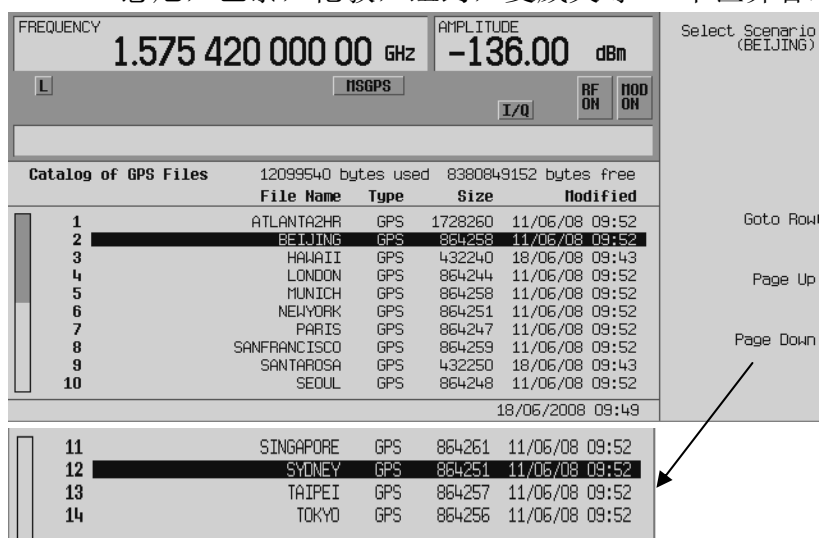 FREQUENCY
1.575 420 000 00 GHz
AMPLITUDE
-136.00 dBm
Select Scenario
(BEIJING)
L
MSGPS
I/Q
RF ON
MOD ON
Catalog of GPS Files 12099540 bytes used 8380849152 bytes free
File Name Type Size Modified
1 ATLANTA2HR GPS 1728260 11/06/08 09:52
2 BEIJING GPS 864258 11/06/08 09:52
3 HAWAII GPS 432240 18/06/08 09:43
4 LONDON GPS 864244 11/06/08 09:52
5 MUNICH GPS 864258 11/06/08 09:52
6 NEWYORK GPS 864251 11/06/08 09:52
7 PARIS GPS 864247 11/06/08 09:52
8 SANFRANCISCO GPS 864259 11/06/08 09:52
9 SANTAROSA GPS 432250 18/06/08 09:43
10 SEOUL GPS 864248 11/06/08 09:52
Goto Row
Page Up
Page Down
18/06/2008 09:49
11 SINGAPORE GPS 864261 11/06/08 09:52
12 SYDNEY GPS 864251 11/06/08 09:52
13 TAIPEI GPS 864257 11/06/08 09:52
14 TOKYO GPS 864256 11/06/08 09:52